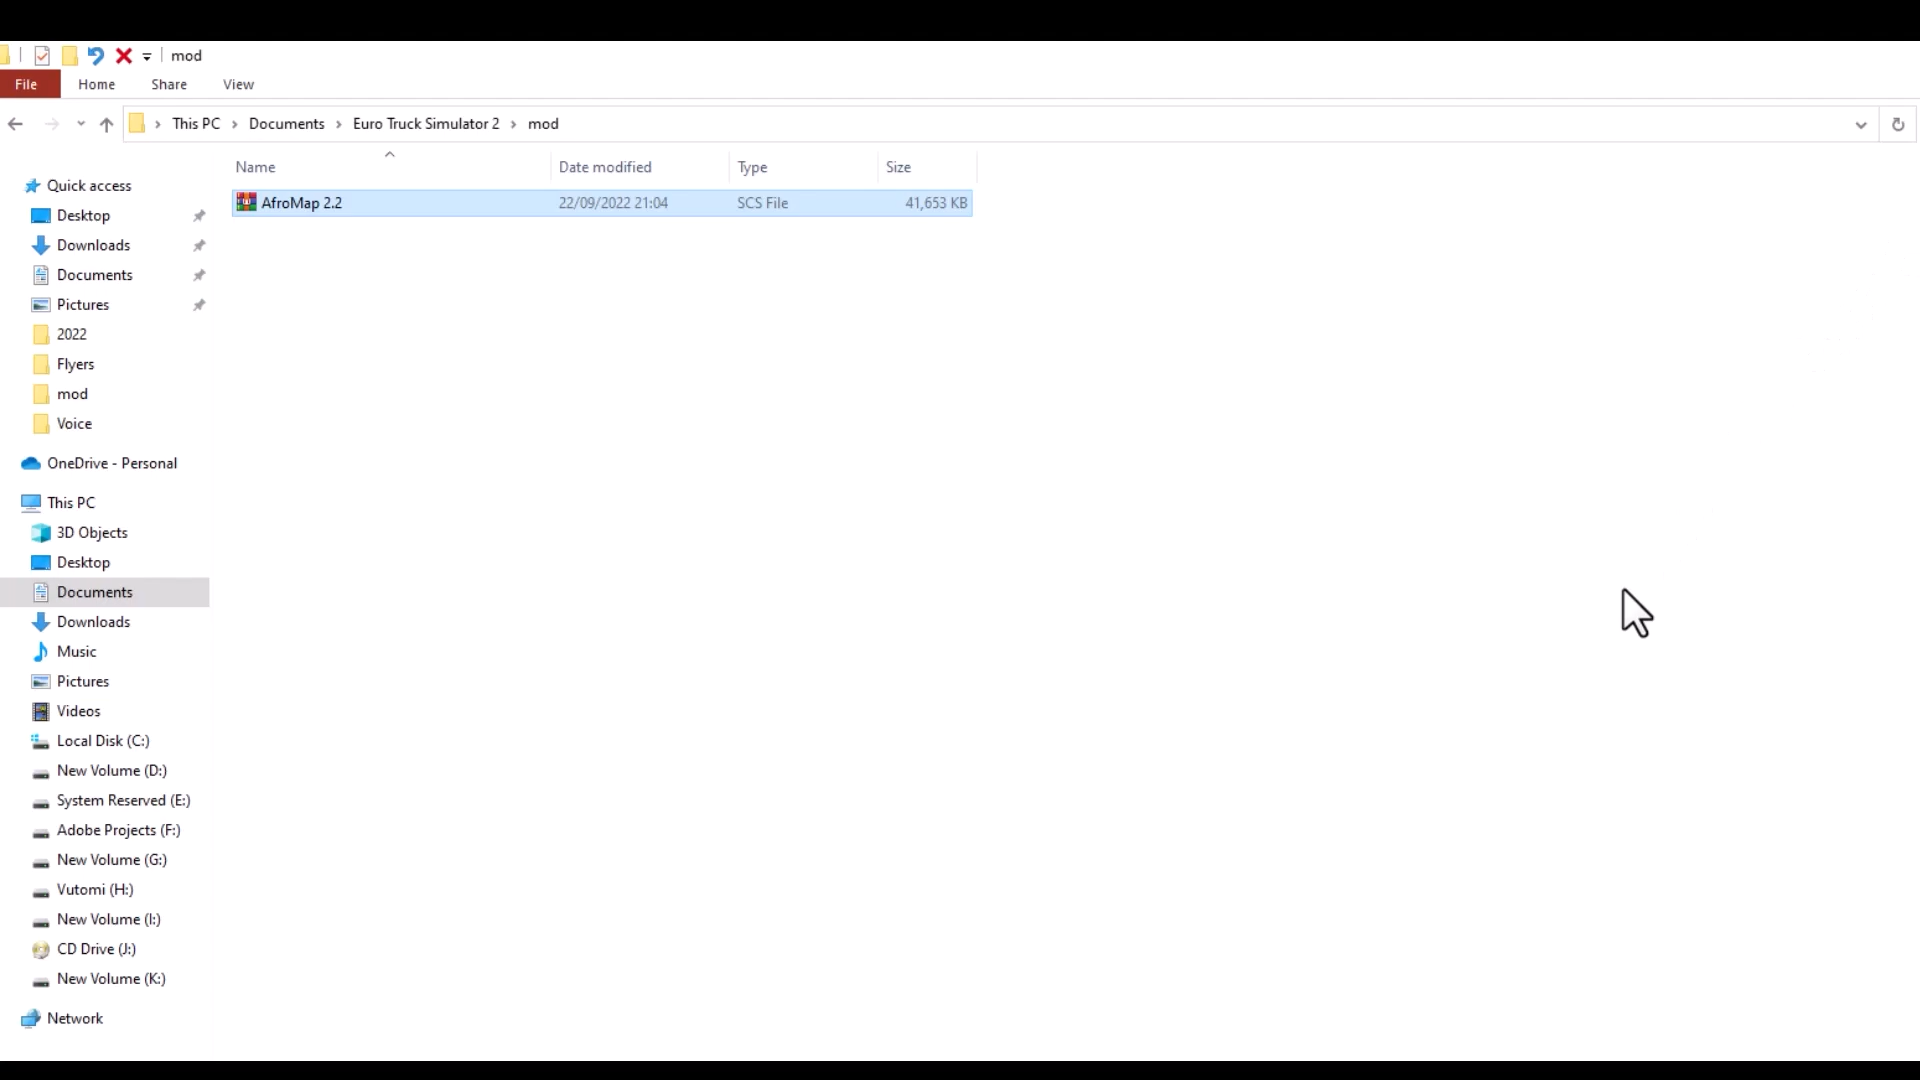 mod
File Home Share View
This PC Documents Euro Truck Simulator 2 mod
Name Date modified Type Size
AfroMap 2.2 22/09/2022 21:04 SCS File 41,653 KB
Quick access
Desktop
Downloads
Documents
Pictures
2022
Flyers
mod
Voice
OneDrive - Personal
This PC
3D Objects
Desktop
Documents
Downloads
Music
Pictures
Videos
Local Disk (C:)
New Volume (D:)
System Reserved (E:)
Adobe Projects (F:)
New Volume (G:)
Vutomi (H:)
New Volume (I:)
CD Drive (J:)
New Volume (K:)
Network